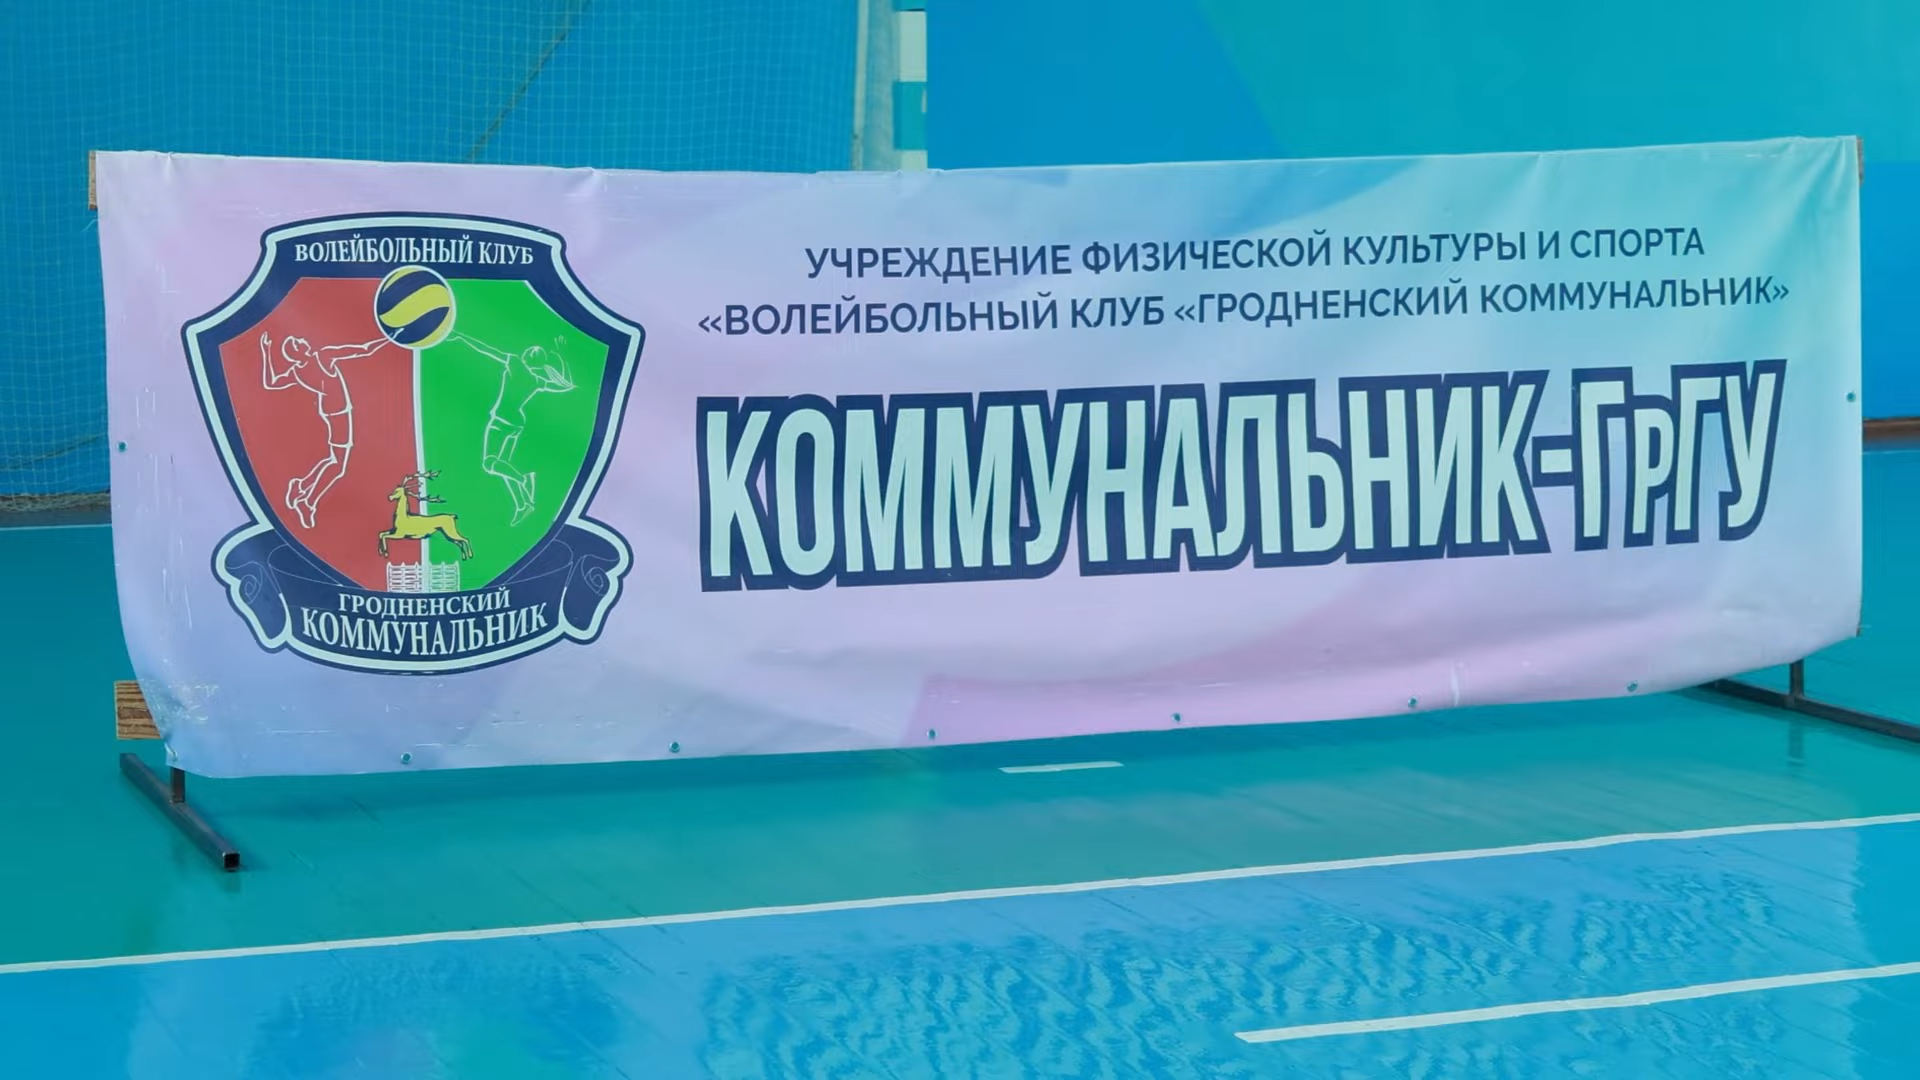 ВОЛЕЙБОЛЬНЫЙ КЛУБ
ГРОДНЕНСКИЙ
КОММУНАЛЬНИК
УЧРЕЖДЕНИЕ ФИЗИЧЕСКОЙ КУЛЬТУРЫ И СПОРТА
«ВОЛЕЙБОЛЬНЫЙ КЛУБ «ГРОДНЕНСКИЙ КОММУНАЛЬНИК»
КОММУНАЛЬНИК-ГрГУ